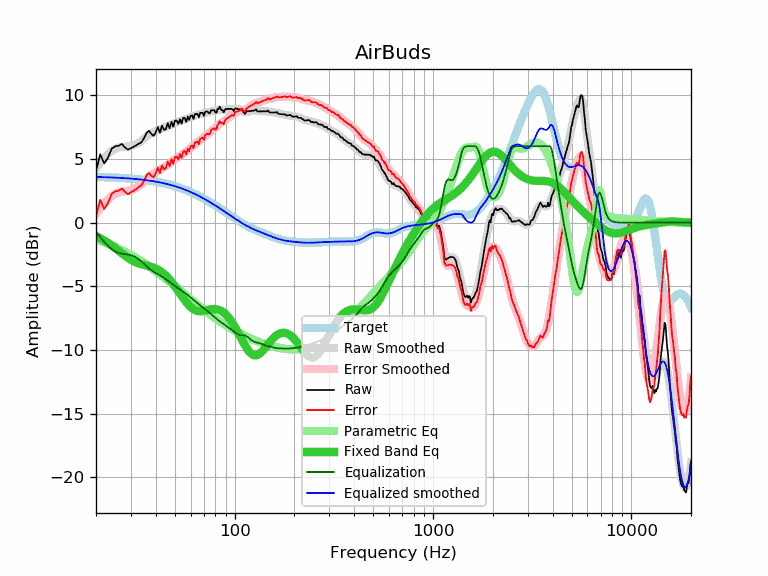 AirBuds
Amplitude (dBr)
10
5
0
−5
−10
−15
−20
Target
Raw Smoothed
Error Smoothed
Raw
Error
Parametric Eq
Fixed Band Eq
Equalization
Equalized smoothed
100
1000
10000
Frequency (Hz)